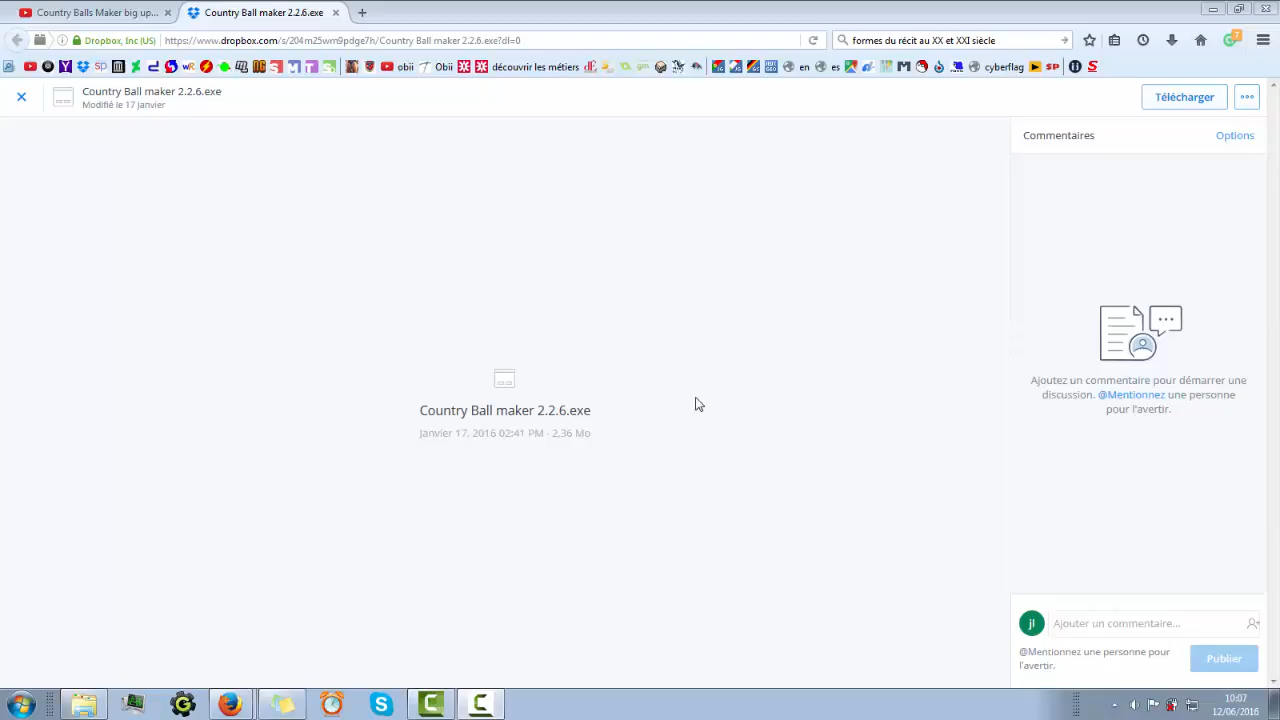 Country Balls Maker big up...
Country Ball maker 2.2.6.exe
Dropbox, Inc (US)
https://www.dropbox.com/s/204m25wm9pdge7h/Country Ball maker 2.2.6.exe?dl=0
formes du récit au XX et XXI siècle
7
obii
Obii
découvrir les métiers
en
es
cyberflag
Country Ball maker 2.2.6.exe
Modifié le 17 janvier
Télécharger
Commentaires
Options
Country Ball maker 2.2.6.exe
Janvier 17, 2016 02:41 PM · 2,36 Mo
Ajoutez un commentaire pour démarrer une
discussion. @Mentionnez une personne
pour l'avertir.
jl
Ajouter un commentaire...
@Mentionnez une personne pour
l'avertir.
Publier
10:07
12/06/2016